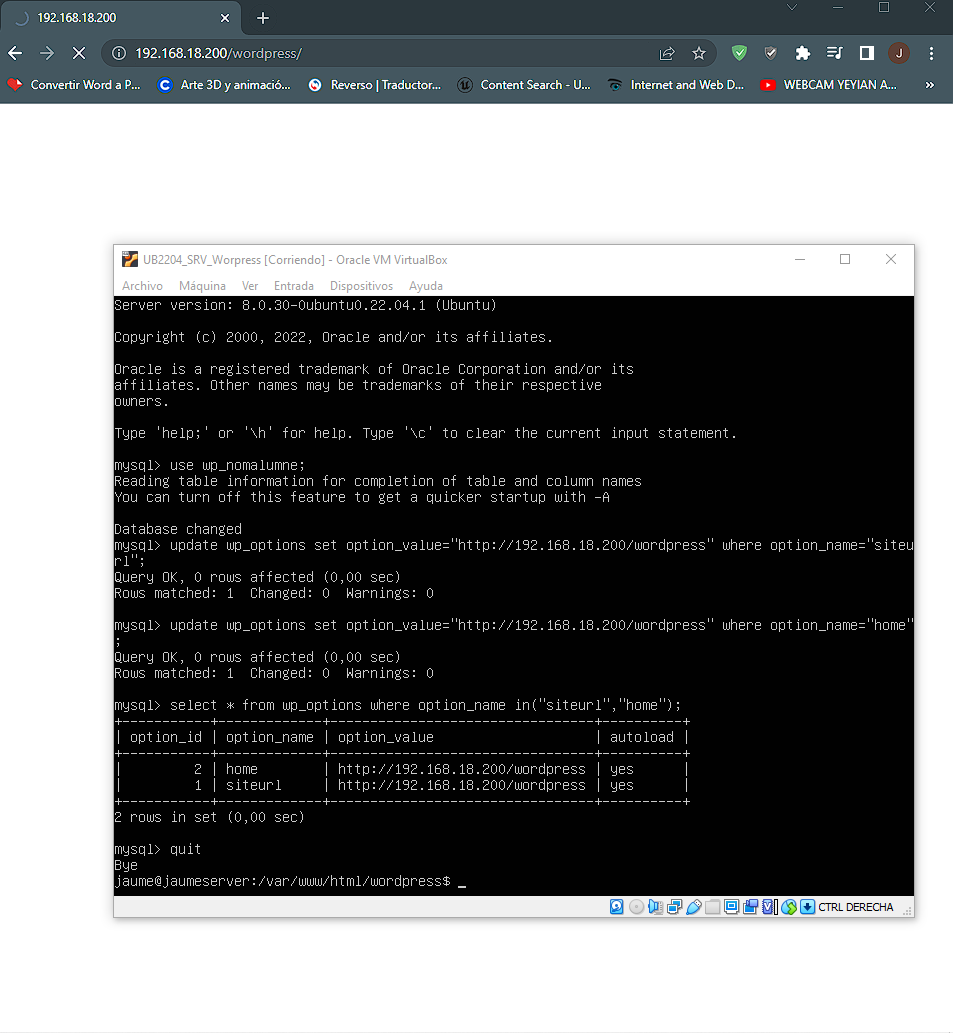 192.168.18.200
192.168.18.200/wordpress/
J
Convertir Word a P...
Arte 3D y animació...
Reverso | Traductor...
Content Search - U...
Internet and Web D...
WEBCAM YEYIAN A...
»
UB2204_SRV_Worpress [Corriendo] - Oracle VM VirtualBox
Archivo Máquina Ver Entrada Dispositivos Ayuda
Server version: 8.0.30-0ubuntu0.22.04.1 (Ubuntu)
Copyright (c) 2000, 2022, Oracle and/or its affiliates.
Oracle is a registered trademark of Oracle Corporation and/or its
affiliates. Other names may be trademarks of their respective
owners.
Type 'help;' or '\h' for help. Type '\c' to clear the current input statement.
mysql> use wp_nomalumne;
Reading table information for completion of table and column names
You can turn off this feature to get a quicker startup with -A
Database changed
mysql> update wp_options set option_value="http://192.168.18.200/wordpress" where option_name="siteu
rl";
Query OK, 0 rows affected (0,00 sec)
Rows matched: 1  Changed: 0  Warnings: 0
mysql> update wp_options set option_value="http://192.168.18.200/wordpress" where option_name="home"
;
Query OK, 0 rows affected (0,00 sec)
Rows matched: 1  Changed: 0  Warnings: 0
mysql> select * from wp_options where option_name in("siteurl","home");
+-----------+-------------+---------------------------------+----------+
| option_id | option_name | option_value                    | autoload |
+-----------+-------------+---------------------------------+----------+
|         2 | home        | http://192.168.18.200/wordpress | yes      |
|         1 | siteurl     | http://192.168.18.200/wordpress | yes      |
+-----------+-------------+---------------------------------+----------+
2 rows in set (0,00 sec)
mysql> quit
Bye
jaume@jaumeserver:/var/www/html/wordpress$ _
CTRL DERECHA